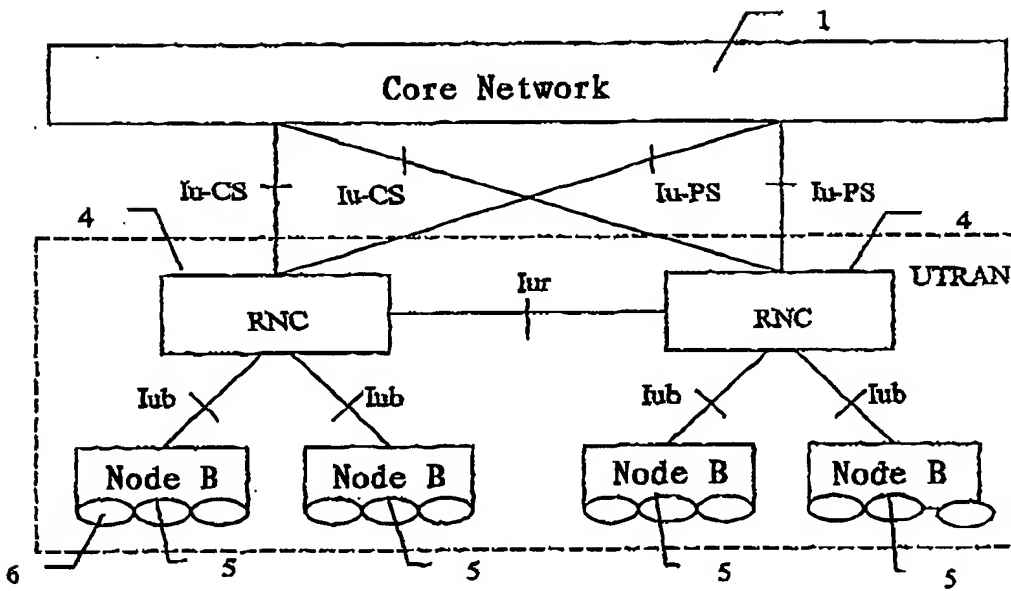 1
Core Network
Iu-CS Iu-CS Iu-PS Iu-PS
4 4
UTRAN
Iur
RNC RNC
Iub Iub Iub Iub
Node B Node B Node B Node B
6 5 5 5 5